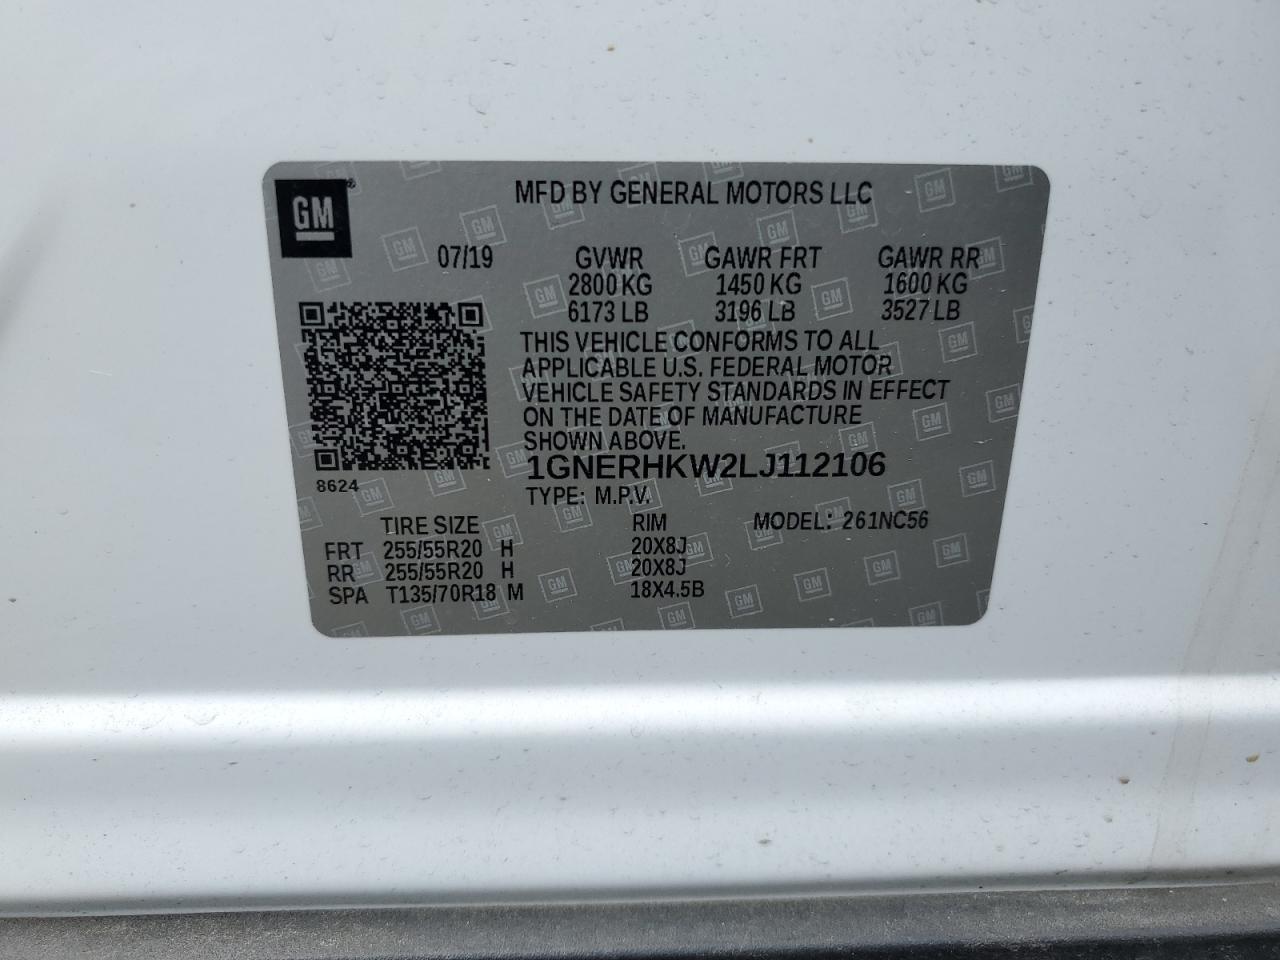 GM®
MFD BY GENERAL MOTORS LLC
07/19 GVWR GAWR FRT GAWR RR
2800 KG 1450 KG 1600 KG
6173 LB 3196 LB 3527 LB
THIS VEHICLE CONFORMS TO ALL
APPLICABLE U.S. FEDERAL MOTOR
VEHICLE SAFETY STANDARDS IN EFFECT
ON THE DATE OF MANUFACTURE
SHOWN ABOVE.
1GNERHKW2LJ112106
8624
TYPE: M.P.V.
TIRE SIZE RIM MODEL: 261NC56
FRT 255/55R20 H 20X8J
RR 255/55R20 H 20X8J
SPA T135/70R18 M 18X4.5B